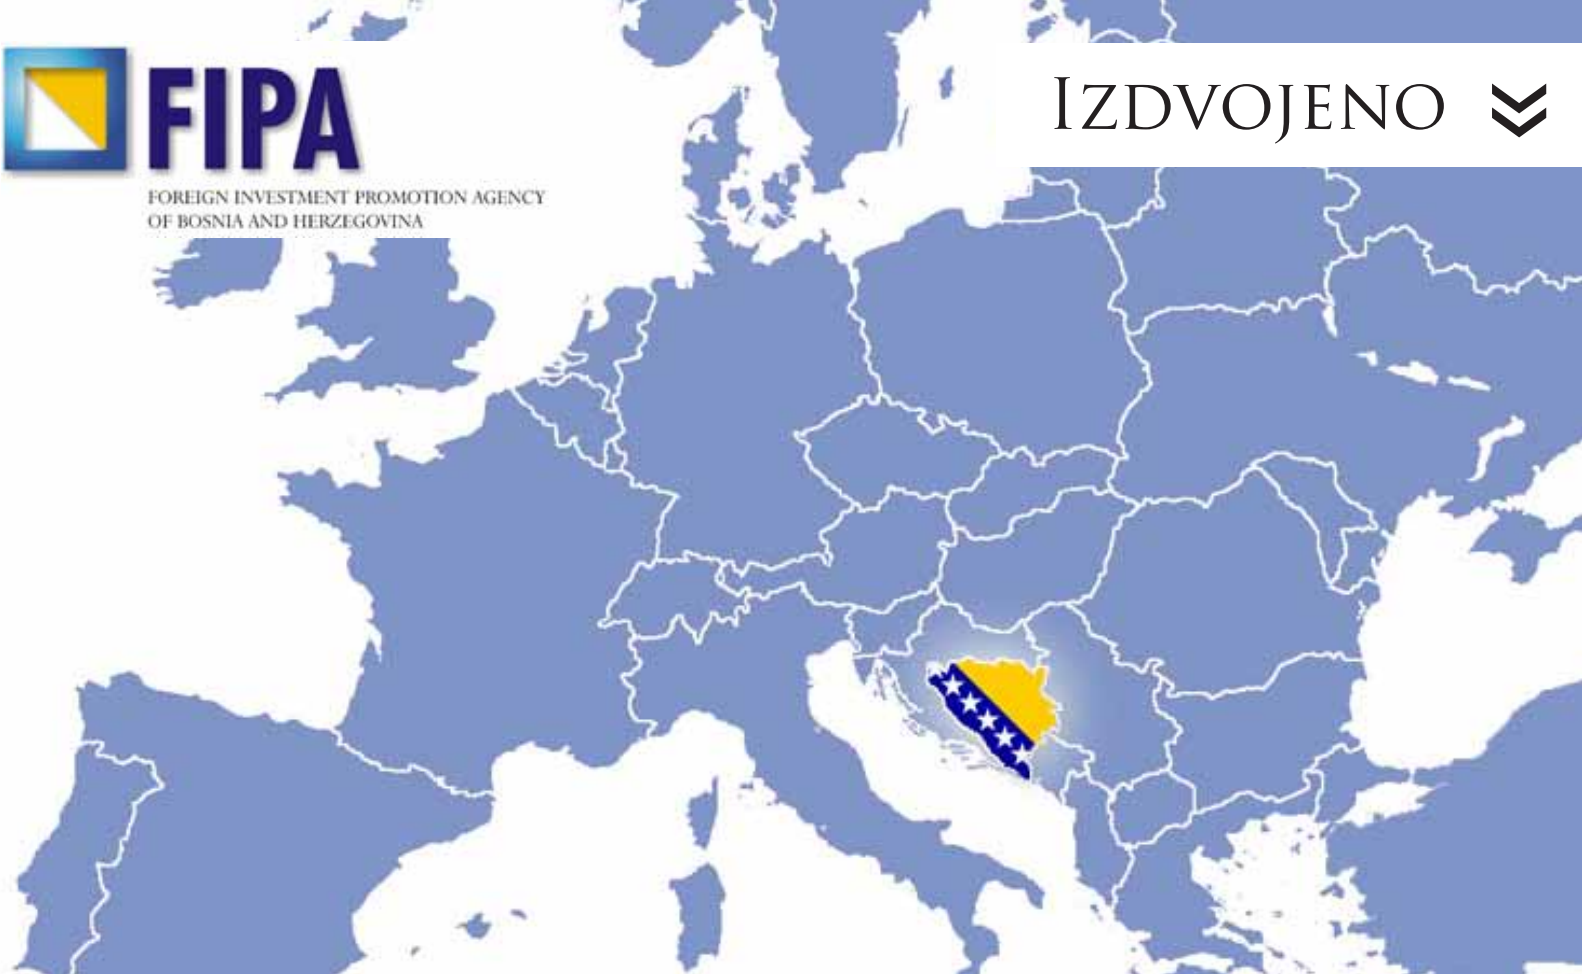 FIPA
FOREIGN INVESTMENT PROMOTION AGENCY
OF BOSNIA AND HERZEGOVINA
IZDVOJENO